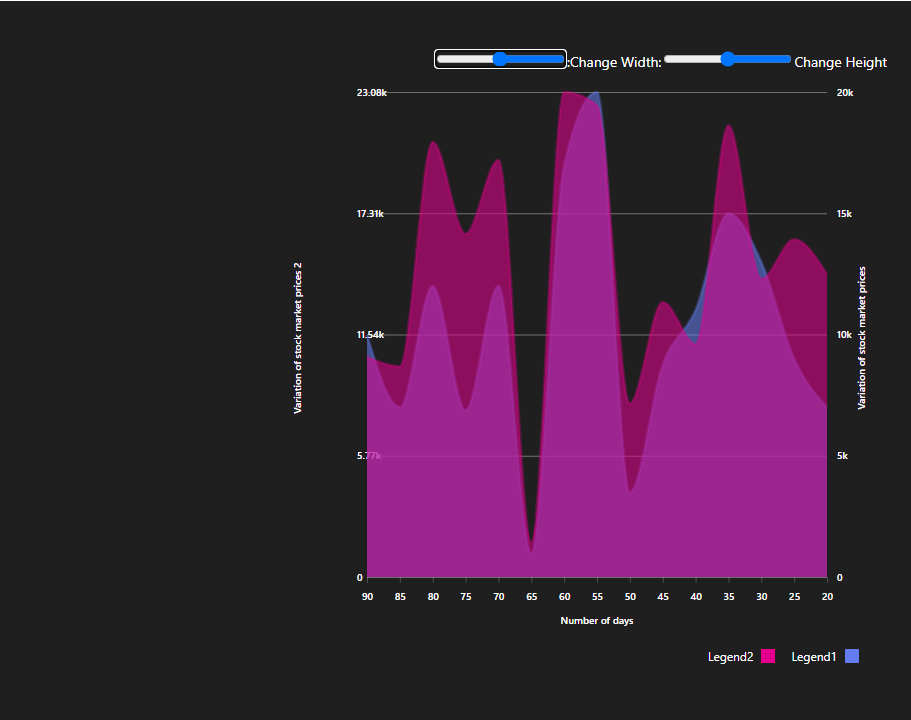 :Change Width: Change Height
23.08k 20k
17.31k 15k
Variation of stock market prices 2
Variation of stock market prices
11.54k 10k
5.77k 5k
0 0
90 85 80 75 70 65 60 55 50 45 40 35 30 25 20
Number of days
Legend2 Legend1